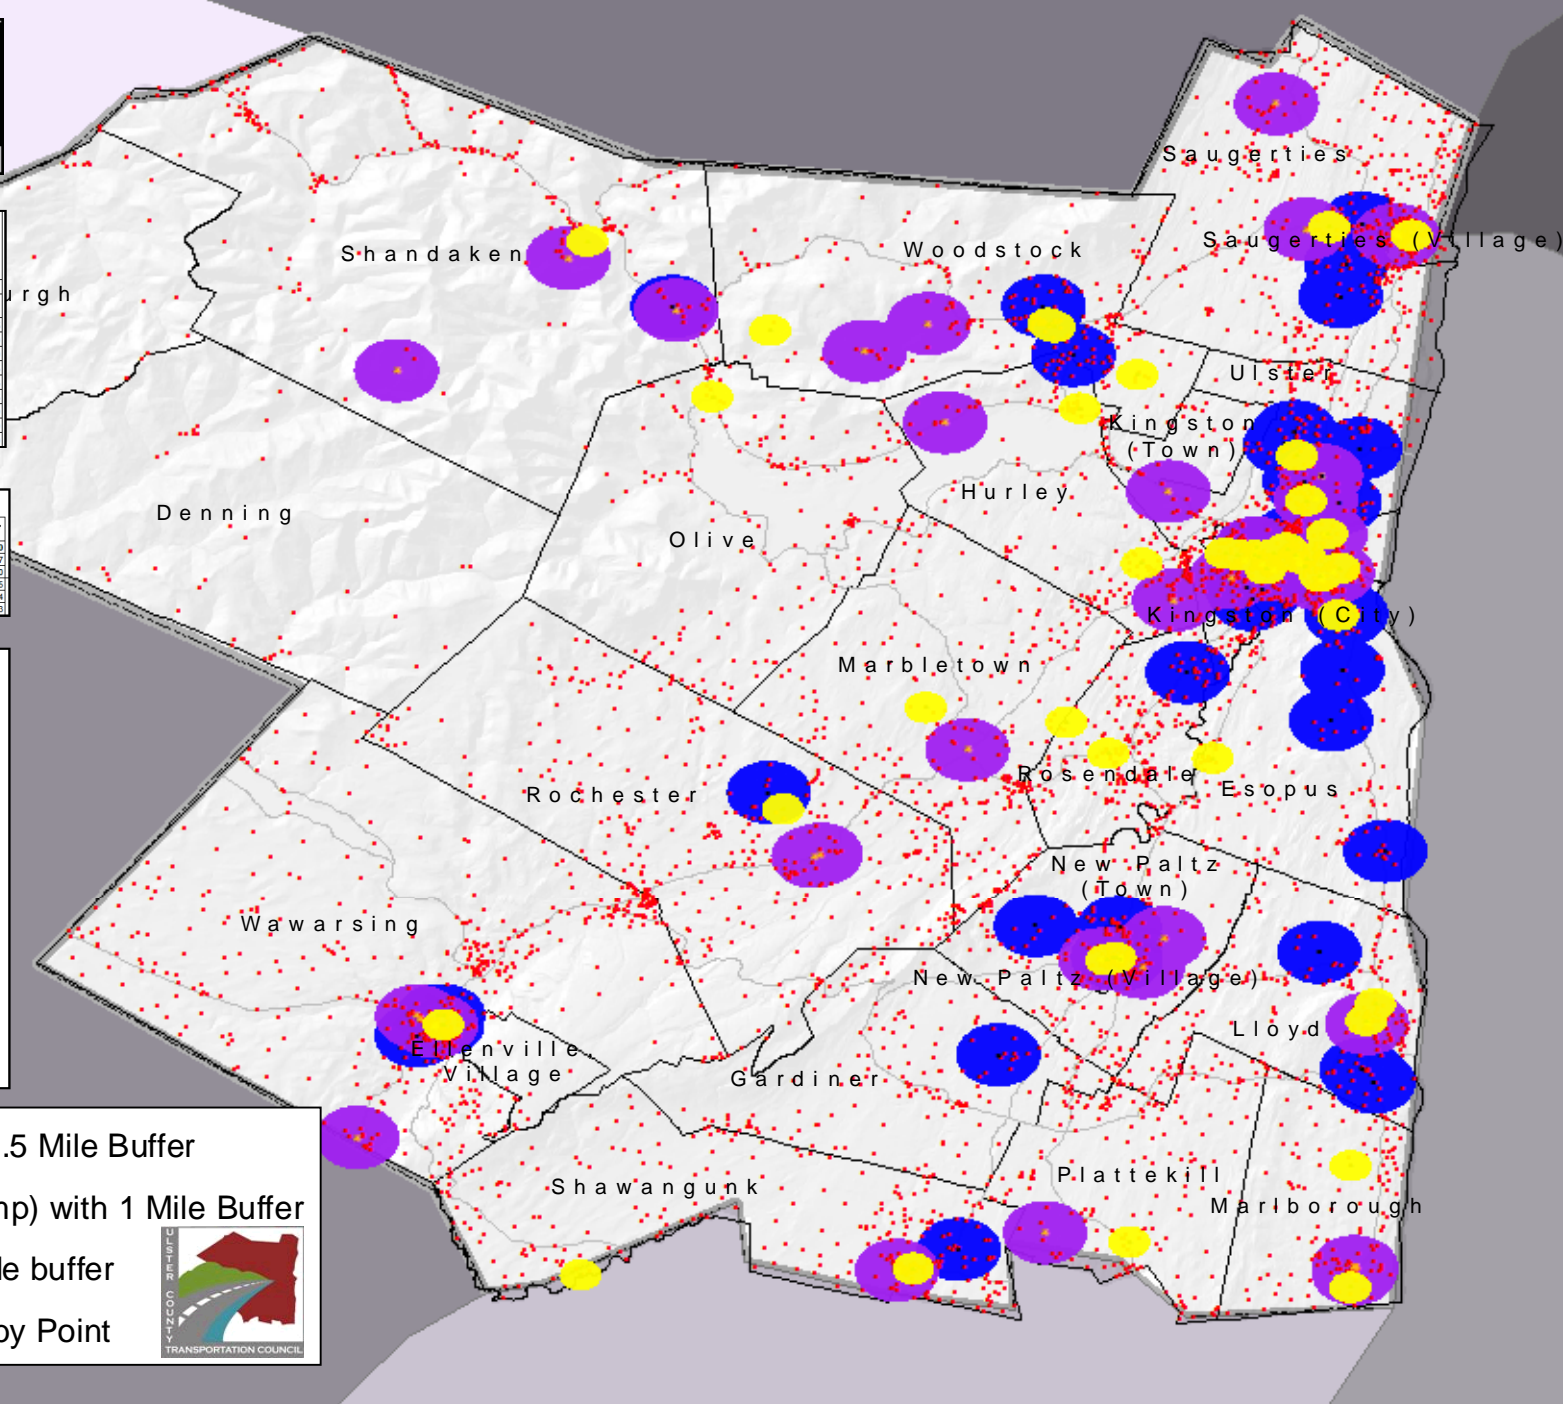 Saugerties
Saugerties (Village)
Shandaken
Woodstock
urgh
Ulster
Kingston
(Town)
Hurley
Denning
Olive
Kingston (City)
Marbletown
Rosendale
Esopus
Rochester
New Paltz
(Town)
Wawarsing
New Paltz (Village)
Lloyd
Ellenville
Village
Gardiner
Plattekill
Shawangunk
Marlborough
.5 Mile Buffer
mp) with 1 Mile Buffer
le buffer
by Point
ULSTER COUNTY
TRANSPORTATION COUNCIL